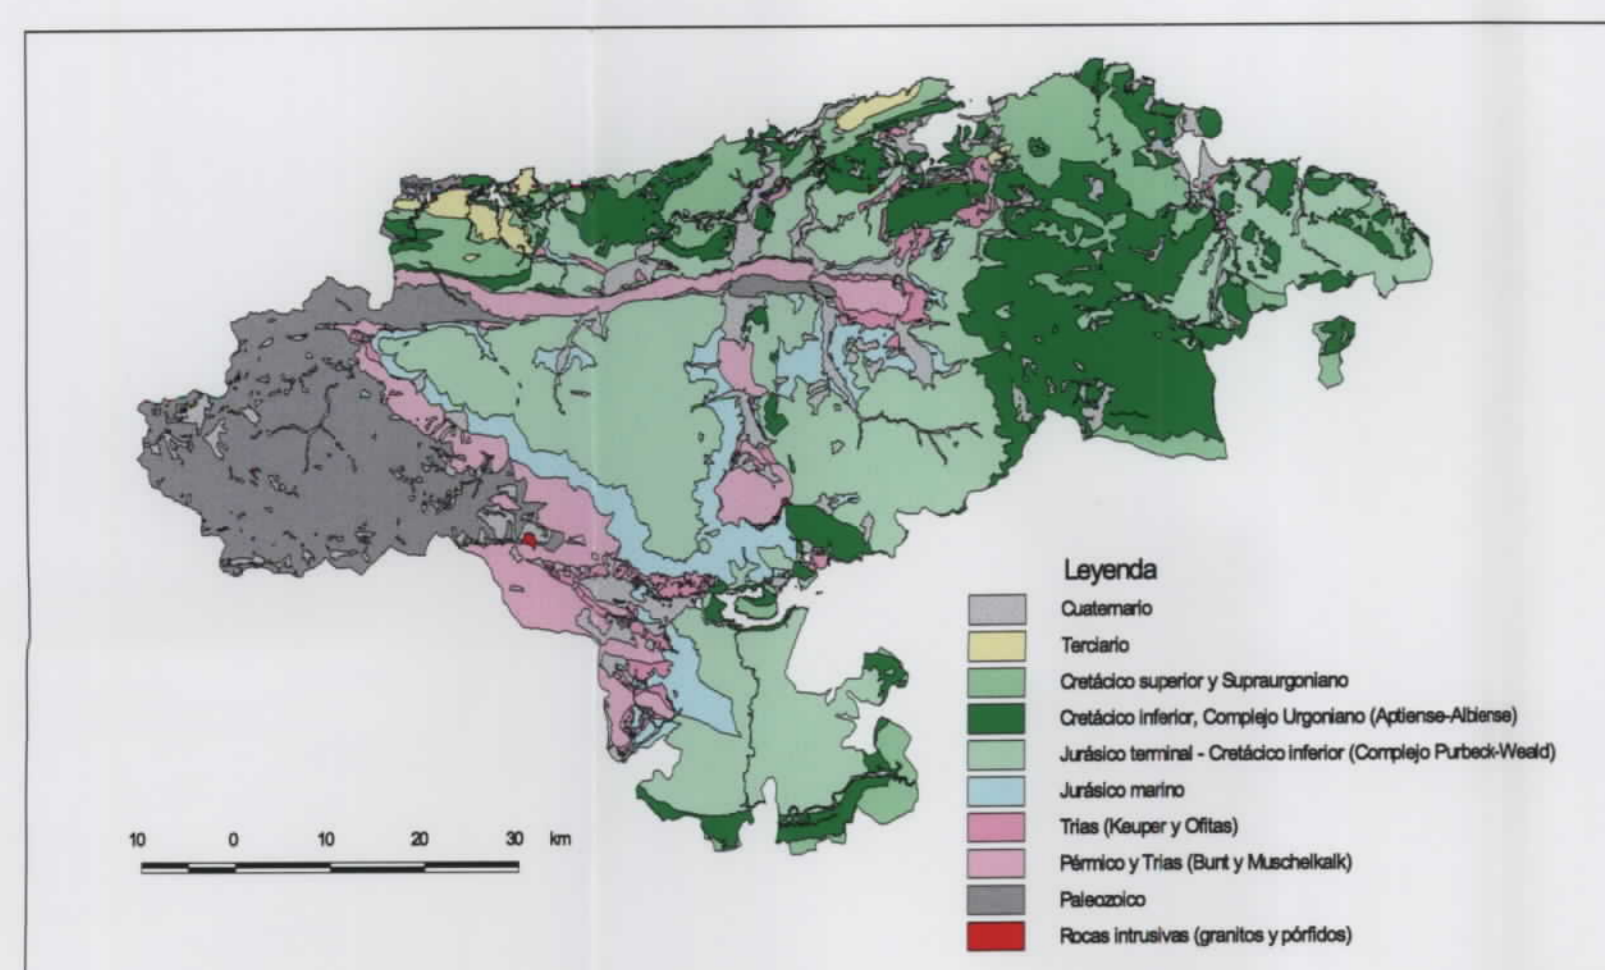 Leyenda
Cuaternario
Terciario
Cretácico superior y Supraurgoniano
Cretácico inferior, Complejo Urgoniano (Aptiense-Albiense)
Jurásico terminal - Cretácico inferior (Complejo Purbeck-Weald)
Jurásico marino
Trias (Keuper y Ofitas)
Pérmico y Trias (Bunt y Muschelkalk)
Paleozoico
Rocas intrusivas (granitos y pórfidos)
10 0 10 20 30 km